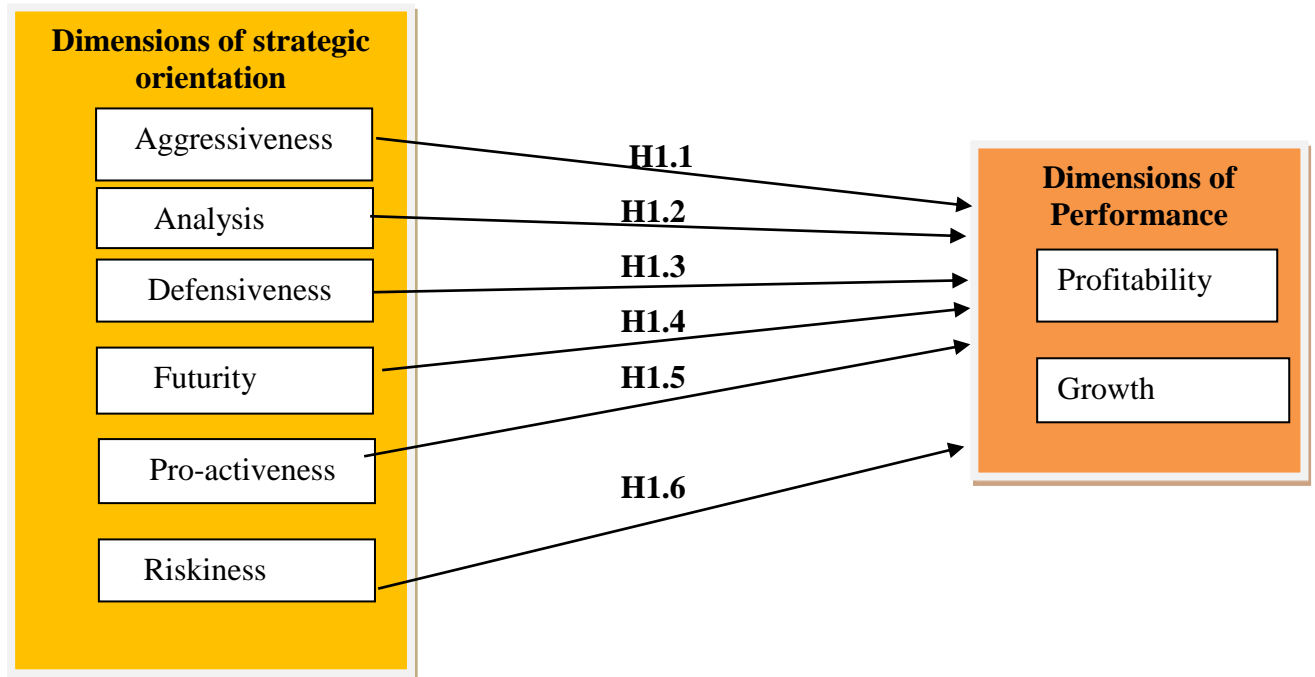 Dimensions of strategic
orientation
Aggressiveness
Analysis
Defensiveness
Futurity
Pro-activeness
Riskiness
H1.1
H1.2
H1.3
H1.4
H1.5
H1.6
Dimensions of
Performance
Profitability
Growth